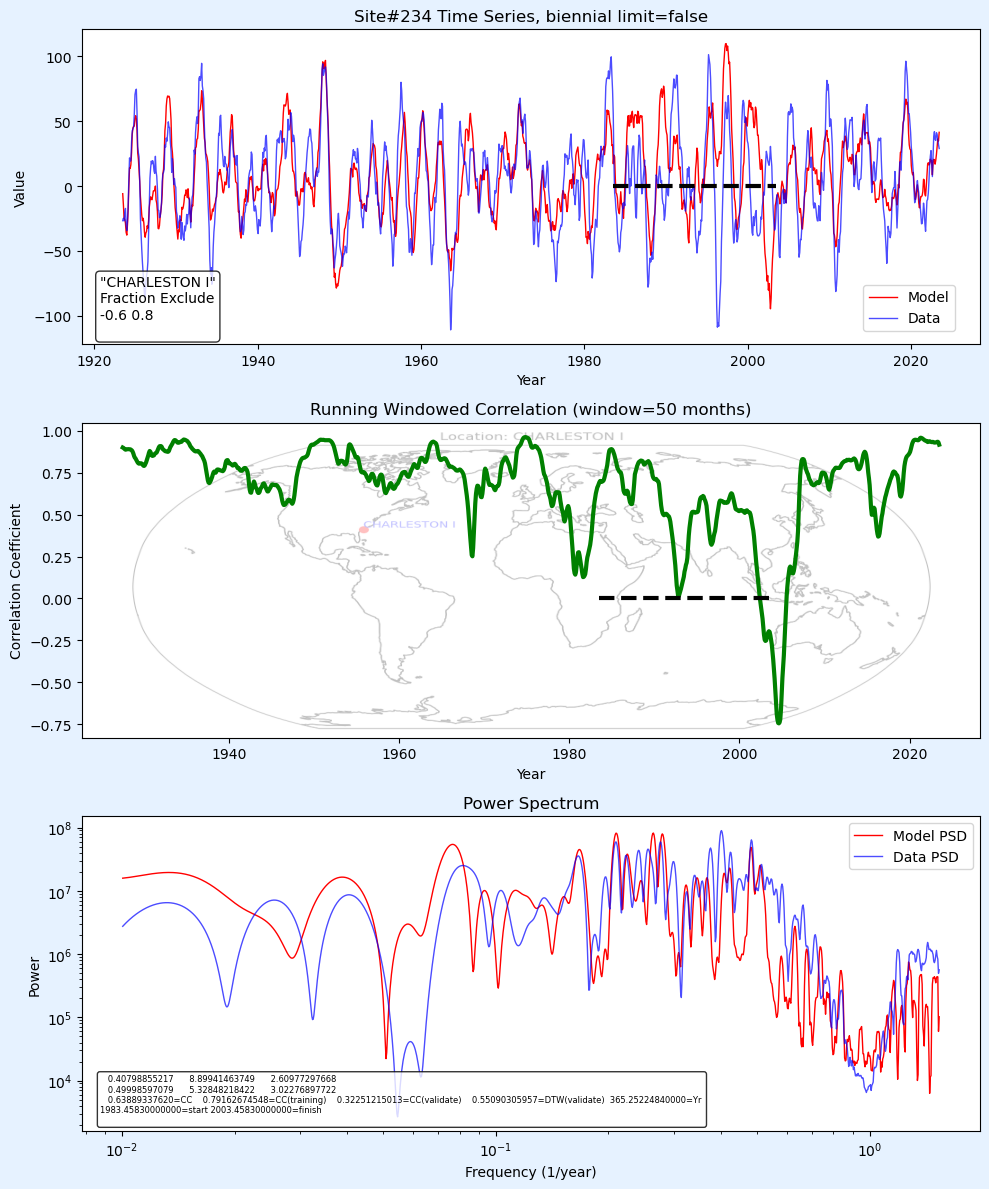 Site#234 Time Series, biennial limit=false
Value
100
50
0
−50
−100
"CHARLESTON I"
Fraction Exclude
-0.6 0.8
Model
Data
1920
1940
1960
1980
2000
2020
Year
Running Windowed Correlation (window=50 months)
Location: CHARLESTON I
CHARLESTON I
Correlation Coefficient
1.00
0.75
0.50
0.25
0.00
−0.25
−0.50
−0.75
1940
1960
1980
2000
2020
Year
Power Spectrum
Model PSD
Data PSD
Power
10^8
10^7
10^6
10^5
10^4
0.40798855217 8.89941463749 2.60977297668
0.49998597079 5.32848218422 3.02276897722
0.63889337620=CC 0.79162674548=CC(training) 0.32251215013=CC(validate) 0.55090305957=DTW(validate) 365.25224840000=Yr
1983.45830000000=start 2003.45830000000=finish
10^−2
10^−1
10^0
Frequency (1/year)